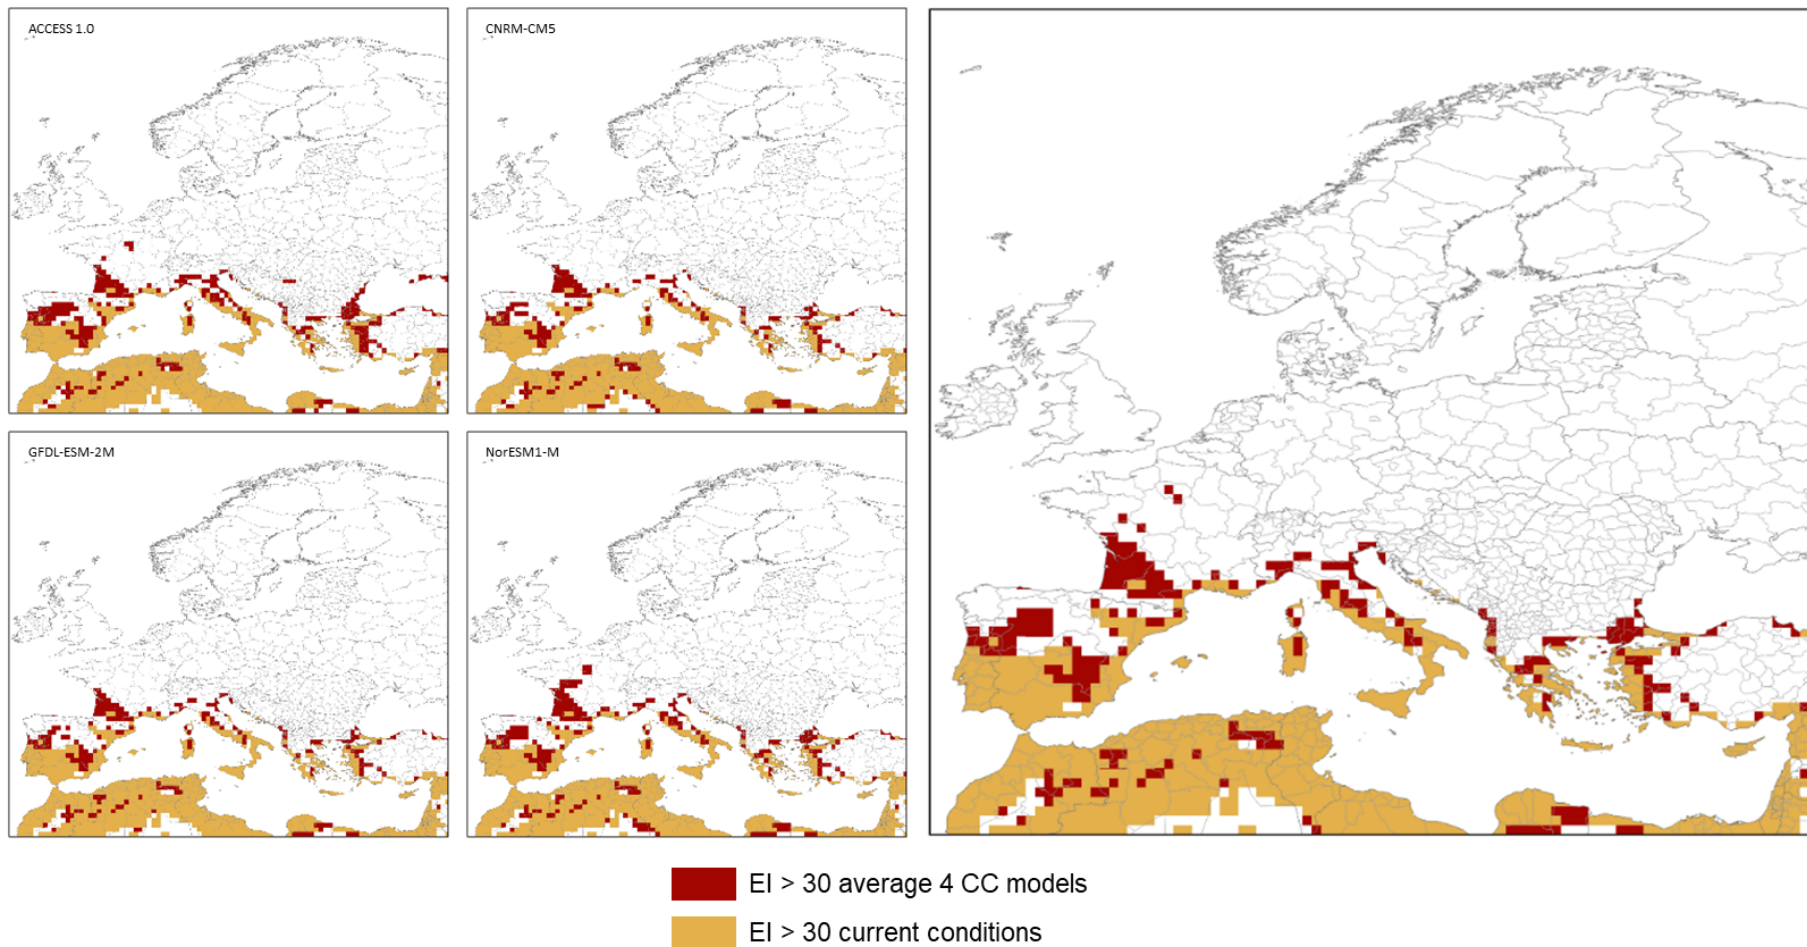 ACCESS 1.0
CNRM-CM5
GFDL-ESM-2M
NorESM1-M
EI > 30 average 4 CC models
EI > 30 current conditions